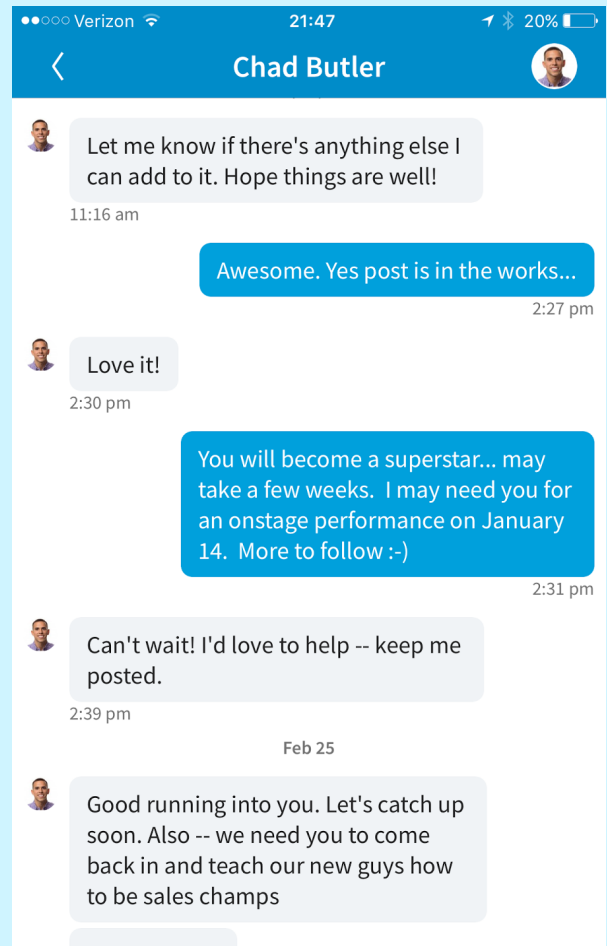 Verizon 21:47 20%
Chad Butler
Let me know if there's anything else I
can add to it. Hope things are well!
11:16 am
Awesome. Yes post is in the works...
2:27 pm
Love it!
2:30 pm
You will become a superstar... may
take a few weeks.  I may need you for
an onstage performance on January
14.  More to follow :-)
2:31 pm
Can't wait! I'd love to help -- keep me
posted.
2:39 pm
Feb 25
Good running into you. Let's catch up
soon. Also -- we need you to come
back in and teach our new guys how
to be sales champs